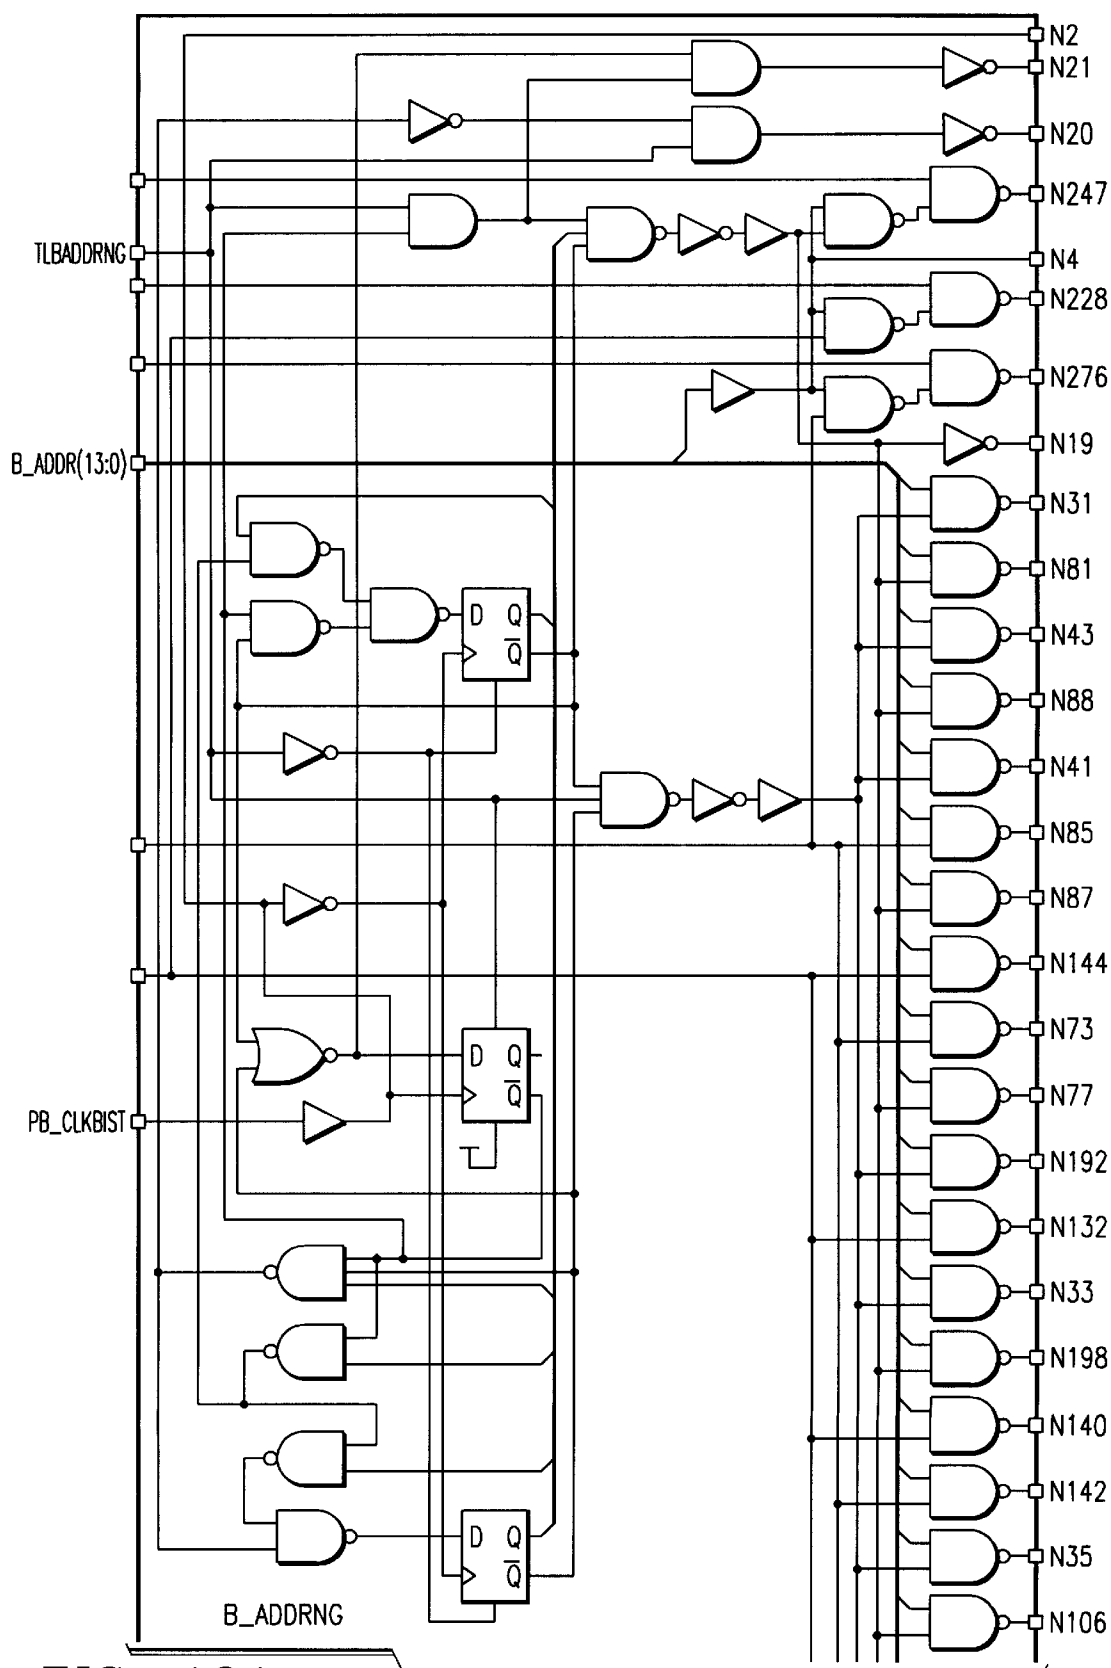 N2
N21
N20
N247
TLBADDRNG
N4
N228
N276
N19
B_ADDR(13:0)
N31
N81
N43
D Q
Q̅
N88
N41
N85
N87
N144
N73
D Q
Q̅
N77
PB_CLKBIST
N192
N132
N33
N198
N140
N142
D Q
Q̅
N35
B_ADDRNG
N106